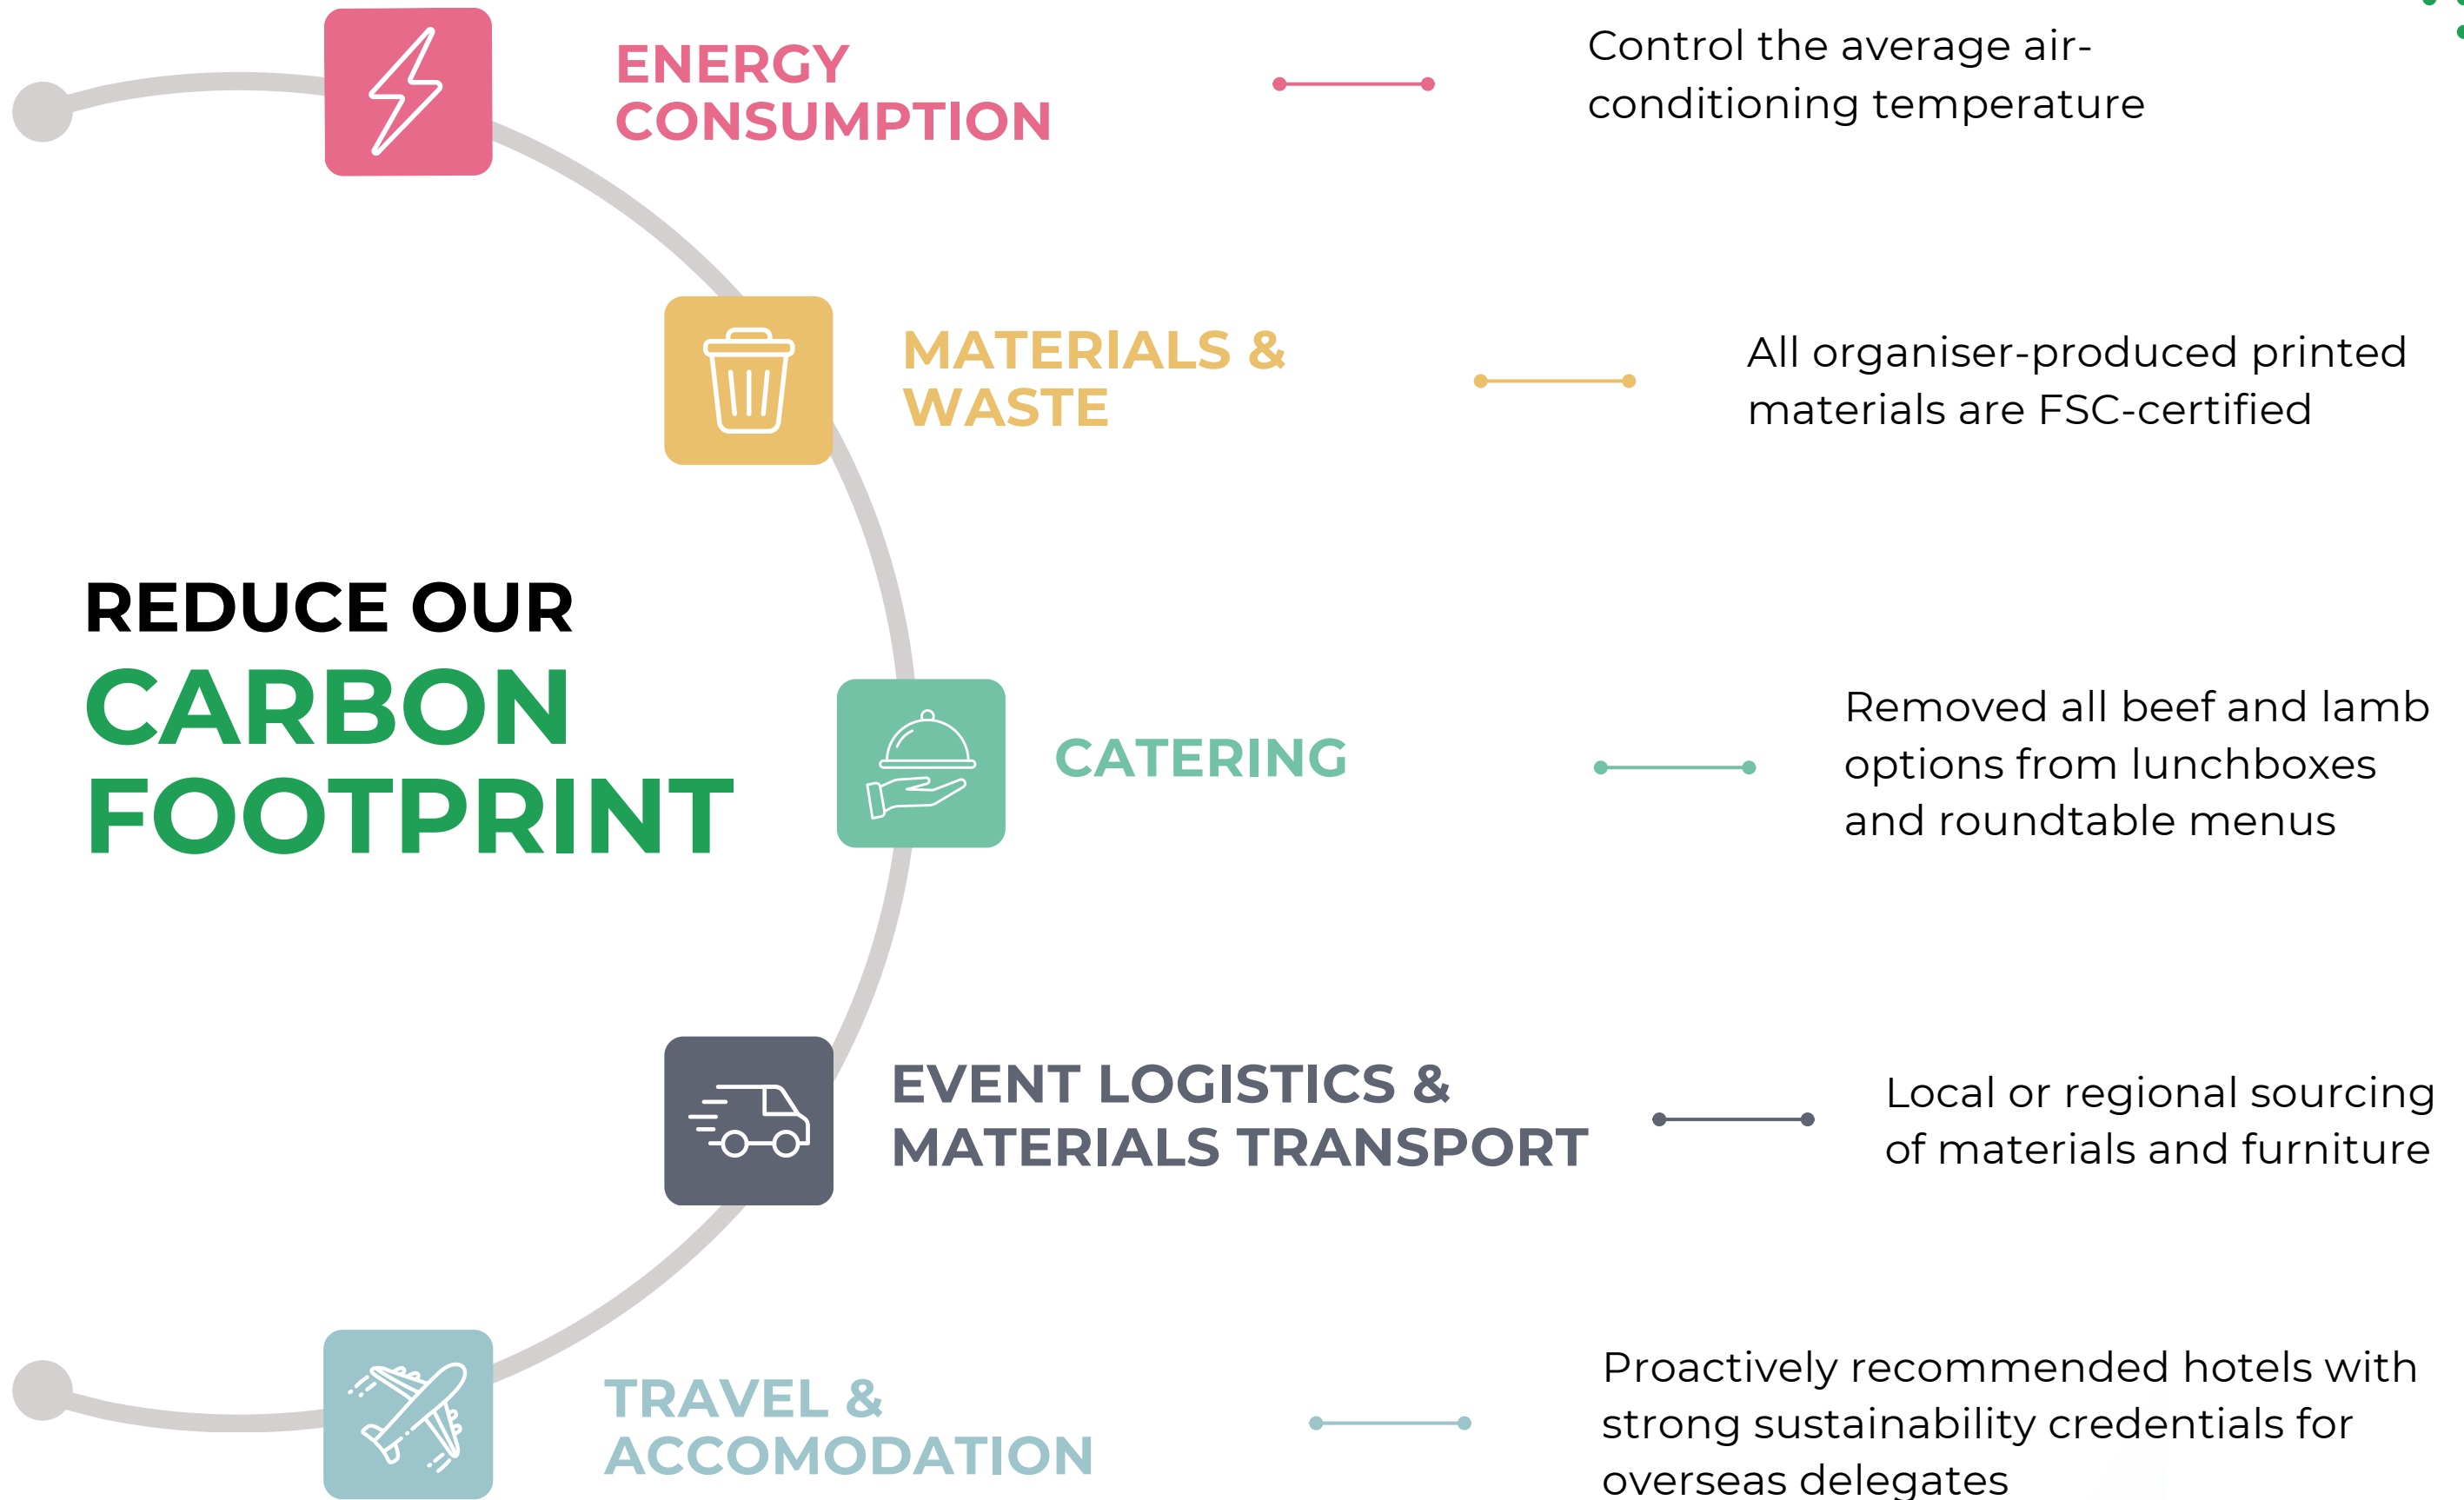 ENERGY
CONSUMPTION
Control the average air-
conditioning temperature
MATERIALS &
WASTE
All organiser-produced printed
materials are FSC-certified
REDUCE OUR
CARBON
FOOTPRINT
CATERING
Removed all beef and lamb
options from lunchboxes
and roundtable menus
EVENT LOGISTICS &
MATERIALS TRANSPORT
Local or regional sourcing
of materials and furniture
TRAVEL &
ACCOMODATION
Proactively recommended hotels with
strong sustainability credentials for
overseas delegates